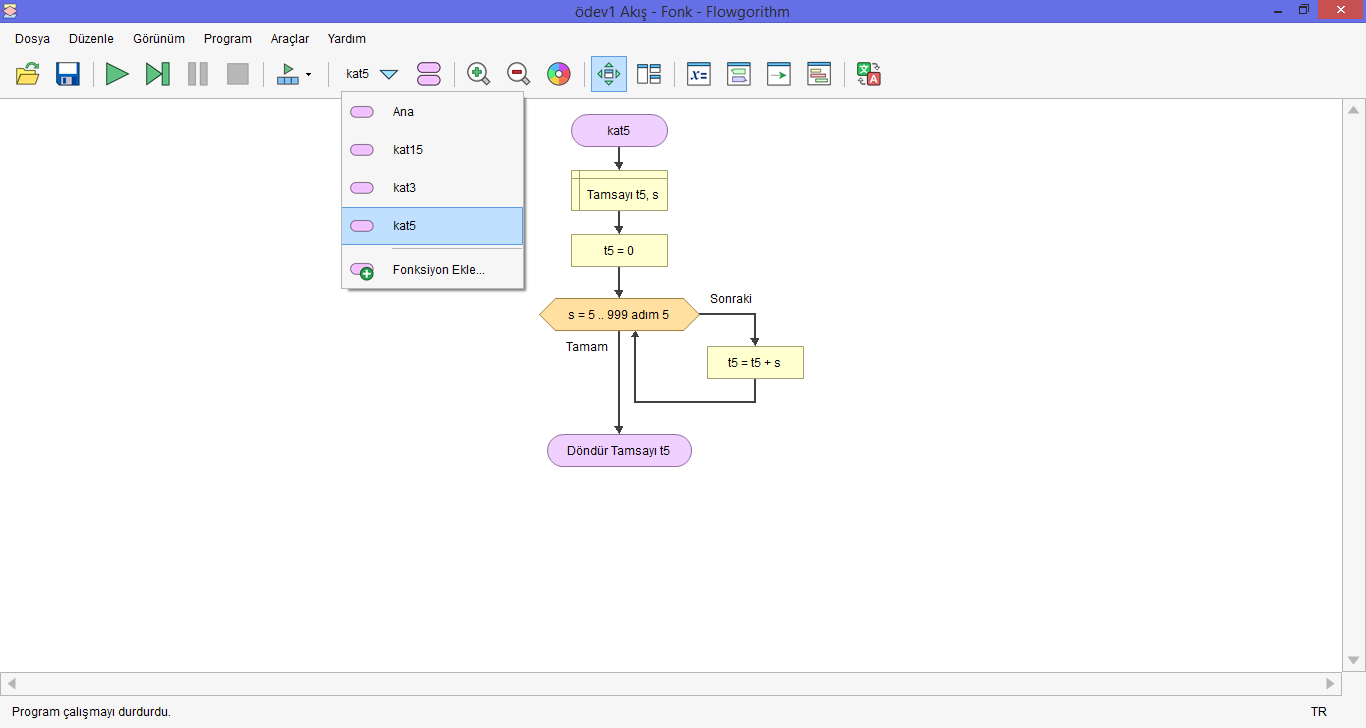 ödev1 Akış - Fonk - Flowgorithm
Dosya Düzenle Görünüm Program Araçlar Yardım
kat5
Ana
kat15
kat3
kat5
Fonksiyon Ekle...
kat5
Tamsayı t5, s
t5 = 0
s = 5 .. 999 adım 5
Sonraki
Tamam
t5 = t5 + s
Döndür Tamsayı t5
Program çalışmayı durdurdu.
TR